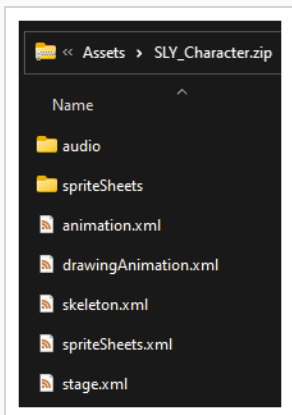 « Assets > SLY_Character.zip
Name
audio
spriteSheets
animation.xml
drawingAnimation.xml
skeleton.xml
spriteSheets.xml
stage.xml